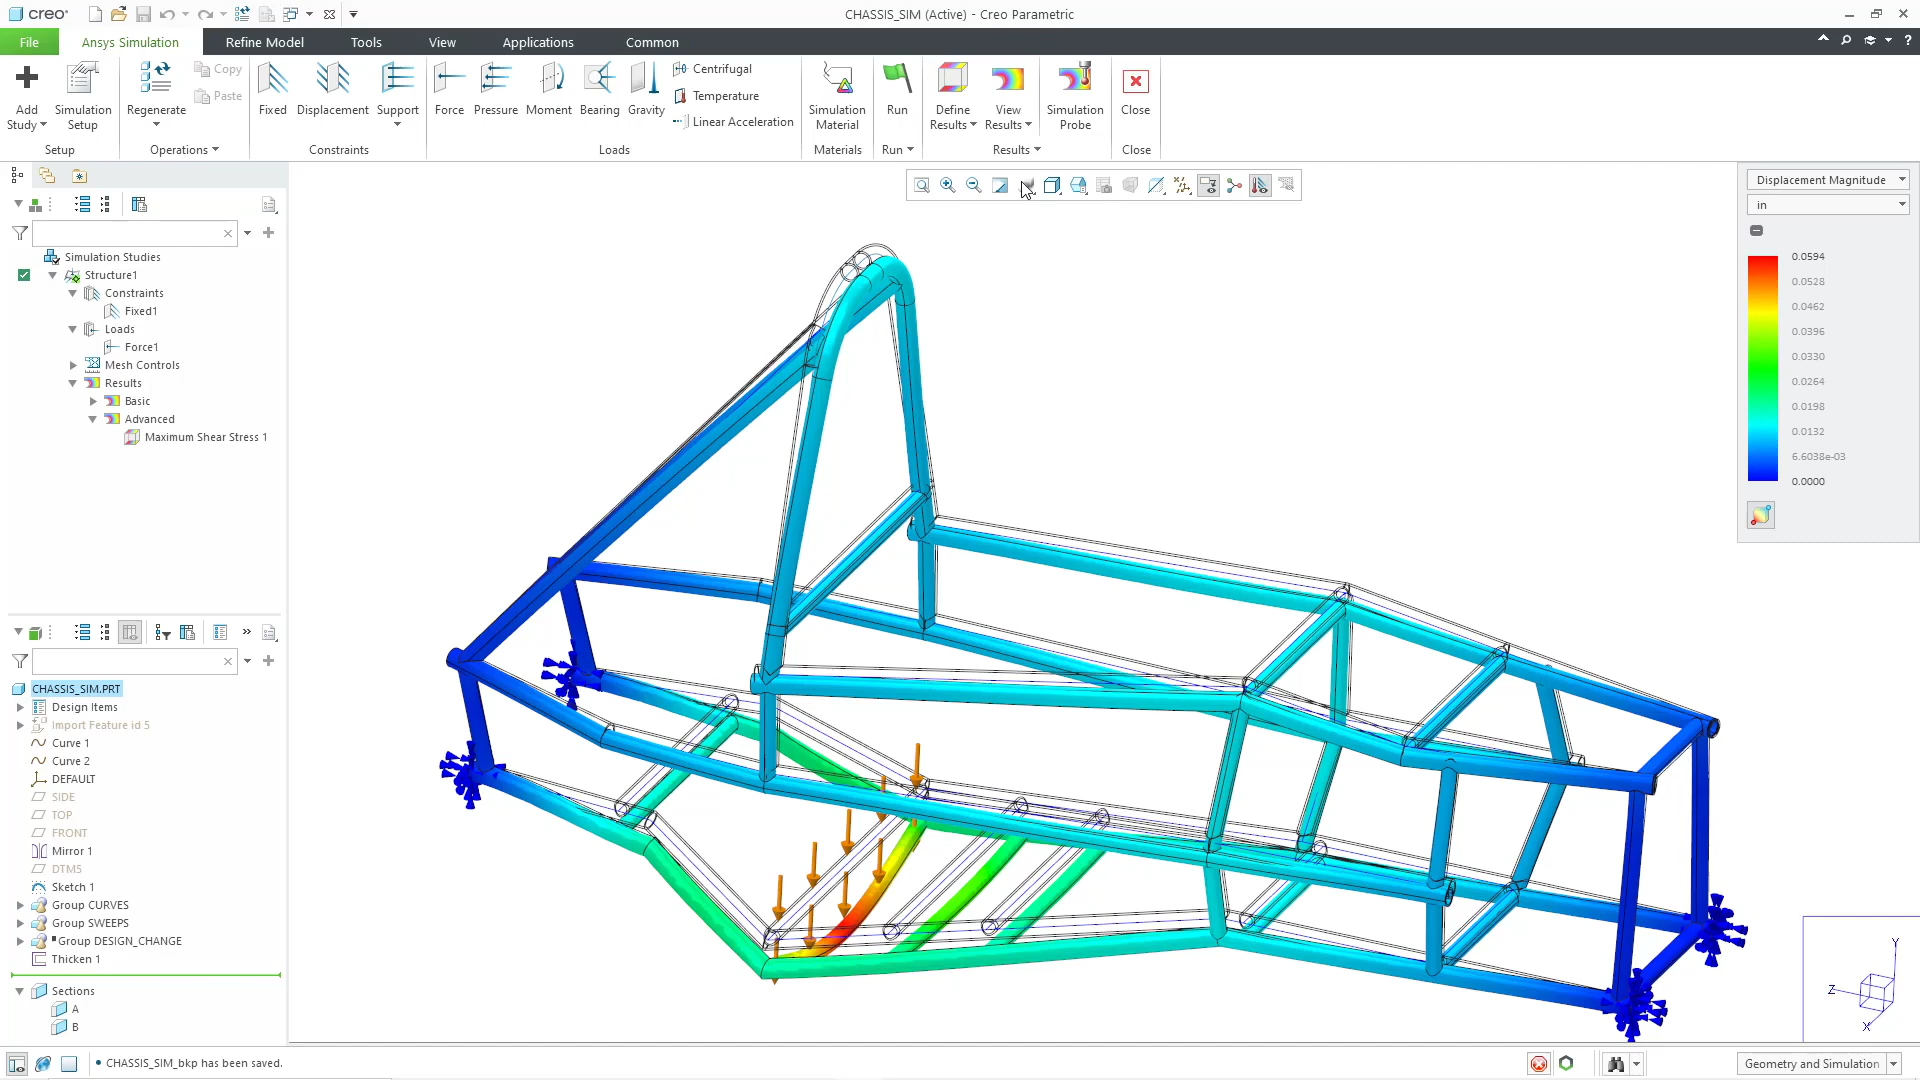 creo
CHASSIS_SIM (Active) - Creo Parametric
File
Ansys Simulation
Refine Model
Tools
View
Applications
Common
Add Study
Simulation Setup
Regenerate
Copy
Paste
Fixed
Displacement
Support
Force
Pressure
Moment
Bearing
Gravity
Centrifugal
Temperature
Linear Acceleration
Simulation Material
Run
Define Results
View Results
Simulation Probe
Close
Setup
Operations
Constraints
Loads
Materials
Run
Results
Close
Simulation Studies
Structure1
Constraints
Fixed1
Loads
Force1
Mesh Controls
Results
Basic
Advanced
Maximum Shear Stress 1
CHASSIS_SIM.PRT
Design Items
Import Feature id 5
Curve 1
Curve 2
DEFAULT
SIDE
TOP
FRONT
Mirror 1
DTM5
Sketch 1
Group CURVES
Group SWEEPS
Group DESIGN_CHANGE
Thicken 1
Sections
A
B
Displacement Magnitude
in
0.0594
0.0528
0.0462
0.0396
0.0330
0.0264
0.0198
0.0132
6.6038e-03
0.0000
Y
Z
X
• CHASSIS_SIM_bkp has been saved.
Geometry and Simulation